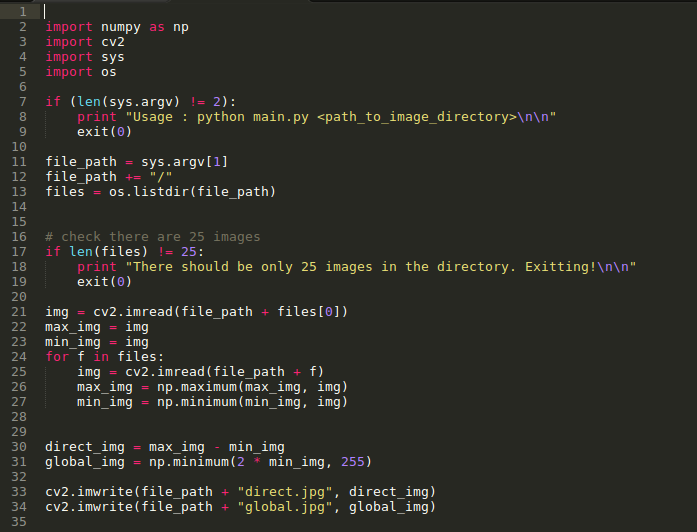 1
2 import numpy as np
3 import cv2
4 import sys
5 import os
6
7 if (len(sys.argv) != 2):
8     print "Usage : python main.py <path_to_image_directory>\n\n"
9     exit(0)
10
11 file_path = sys.argv[1]
12 file_path += "/"
13 files = os.listdir(file_path)
14
15
16 # check there are 25 images
17 if len(files) != 25:
18     print "There should be only 25 images in the directory. Exitting!\n\n"
19     exit(0)
20
21 img = cv2.imread(file_path + files[0])
22 max_img = img
23 min_img = img
24 for f in files:
25     img = cv2.imread(file_path + f)
26     max_img = np.maximum(max_img, img)
27     min_img = np.minimum(min_img, img)
28
29
30 direct_img = max_img - min_img
31 global_img = np.minimum(2 * min_img, 255)
32
33 cv2.imwrite(file_path + "direct.jpg", direct_img)
34 cv2.imwrite(file_path + "global.jpg", global_img)
35